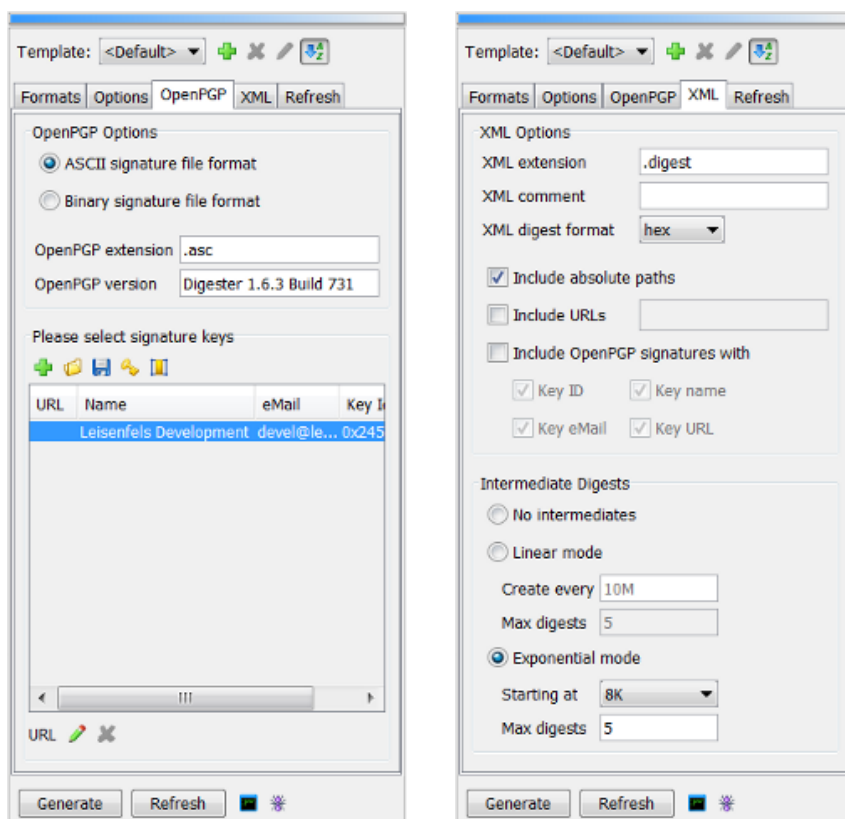 Template: <Default>
Formats Options OpenPGP XML Refresh
OpenPGP Options
ASCII signature file format
Binary signature file format
OpenPGP extension .asc
OpenPGP version Digester 1.6.3 Build 731
Please select signature keys
URL Name eMail Key
Leisenfels Development devel@le... 0x245
URL
Generate Refresh
Template: <Default>
Formats Options OpenPGP XML Refresh
XML Options
XML extension .digest
XML comment
XML digest format hex
Include absolute paths
Include URLs
Include OpenPGP signatures with
Key ID Key name
Key eMail Key URL
Intermediate Digests
No intermediates
Linear mode
Create every 10M
Max digests 5
Exponential mode
Starting at 8K
Max digests 5
Generate Refresh